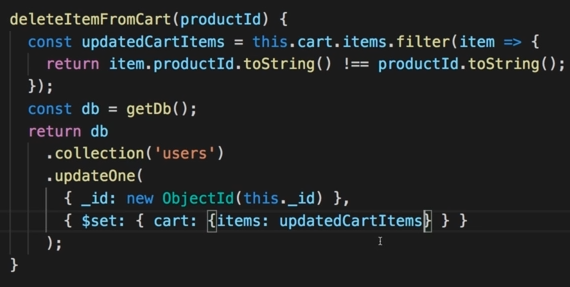 deleteItemFromCart(productId) {
const updatedCartItems = this.cart.items.filter(item => {
return item.productId.toString() !== productId.toString();
});
const db = getDb();
return db
.collection('users')
.updateOne(
{ _id: new ObjectId(this._id) },
{ $set: { cart: {items: updatedCartItems} } }
);
}